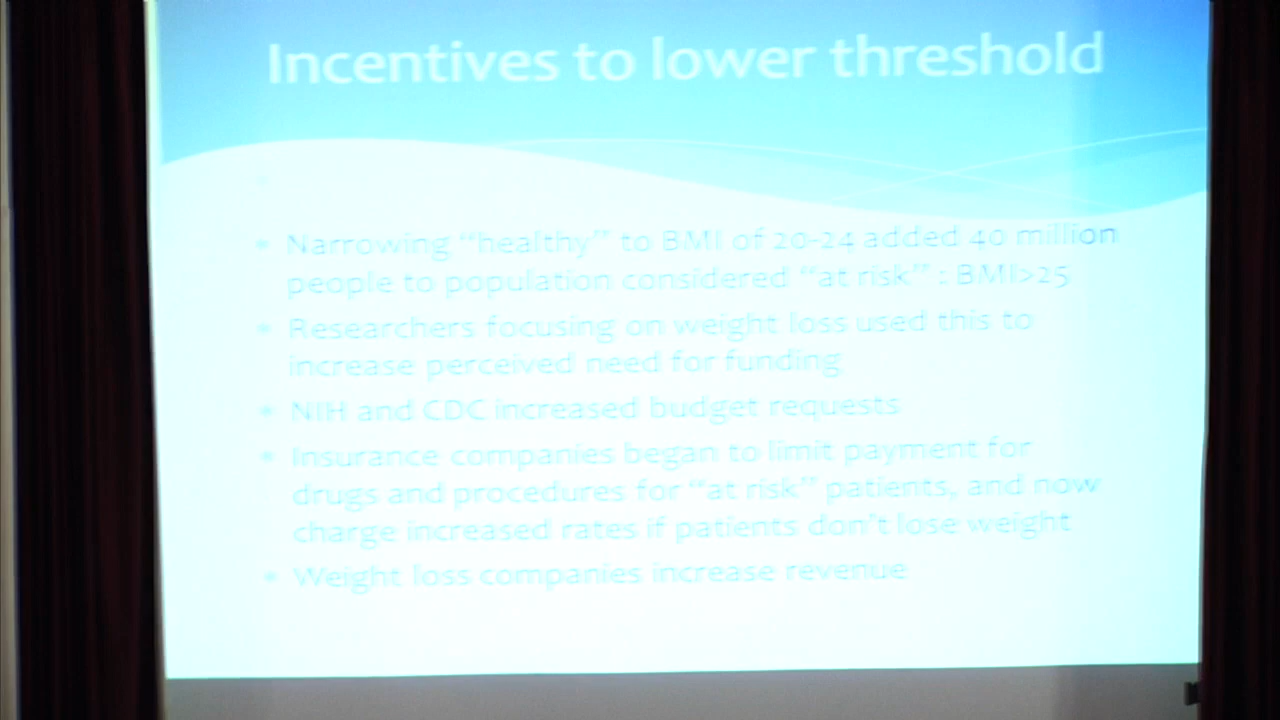 Incentives to lower threshold
• Narrowing “healthy” to BMI of 20-24 added 40 million
people to population considered “at risk” : BMI>25
• Researchers focusing on weight loss used this to
increase perceived need for funding
• NIH and CDC increased budget requests
• Insurance companies began to limit payment for
drugs and procedures for “at risk” patients, and now
charge increased rates if patients don’t lose weight
• Weight loss companies increase revenue